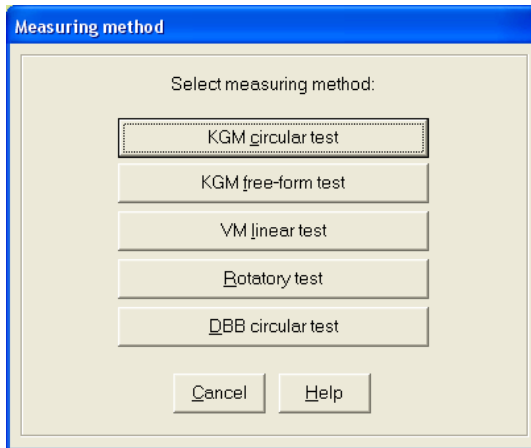 Measuring method
Select measuring method:
KGM circular test
KGM free-form test
VM linear test
Rotatory test
DBB circular test
Cancel Help